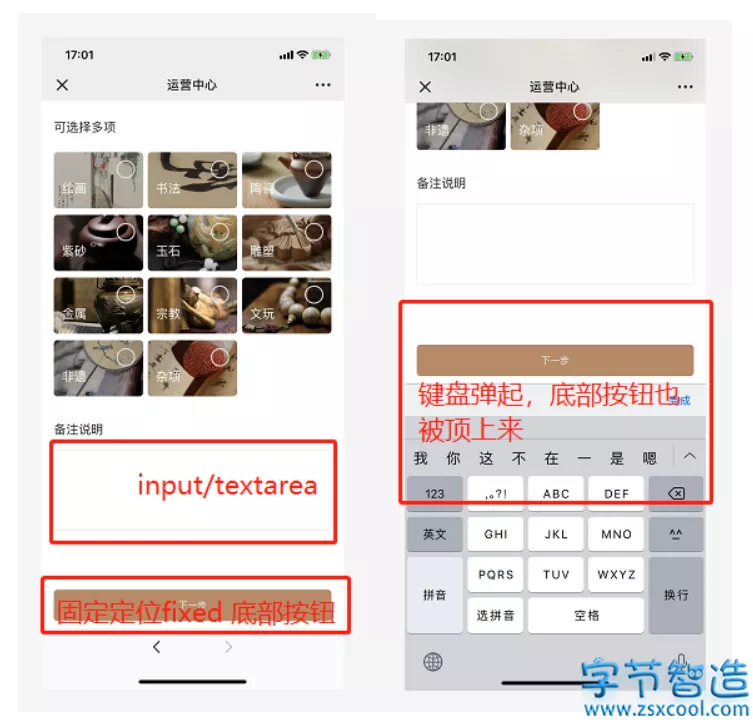 17:01
运营中心
可选择多项
绘画
书法
陶瓷
紫砂
玉石
雕塑
金属
宗教
文玩
非遗
杂项
备注说明
input/textarea
下一步
固定定位fixed 底部按钮
17:01
运营中心
非遗
杂项
备注说明
下一步
完成
键盘弹起，底部按钮也
被顶上来
我 你 这 不 在 一 是 嗯
123 ,。?! ABC DEF
英文 GHI JKL MNO ^^
拼音 PQRS TUV WXYZ 换行
选拼音 空格
字节智造
www.zsxcool.com